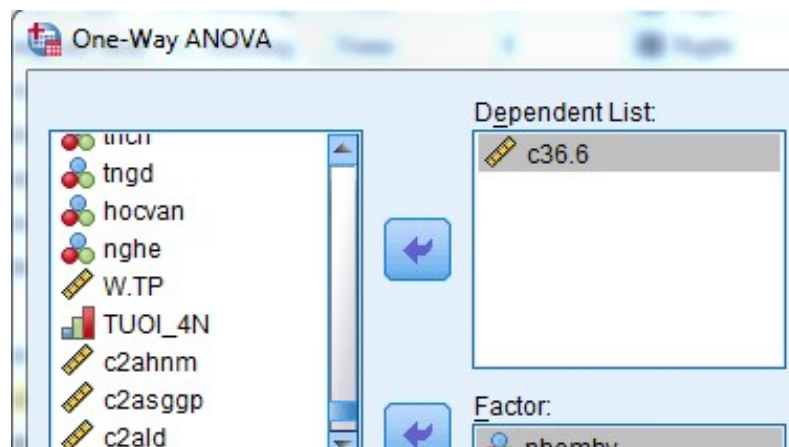 One-Way ANOVA
Dependent List:
c36.6
tngd
hocvan
nghe
W.TP
TUOI_4N
c2ahnm
c2asggp
c2ald
Factor: